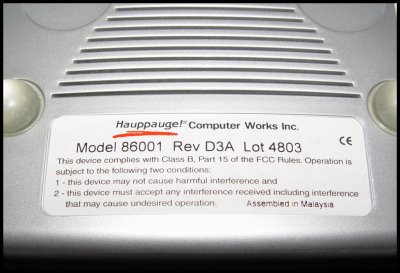 Hauppauge!® Computer Works Inc.
Model 86001 Rev D3A Lot 4803
CE
This device complies with Class B, Part 15 of the FCC Rules. Operation is
subject to the following two conditions:
1 - this device may not cause harmful interference and
2 - this device must accept any interference received including interference
that may cause undesired operation. Assembled in Malaysia